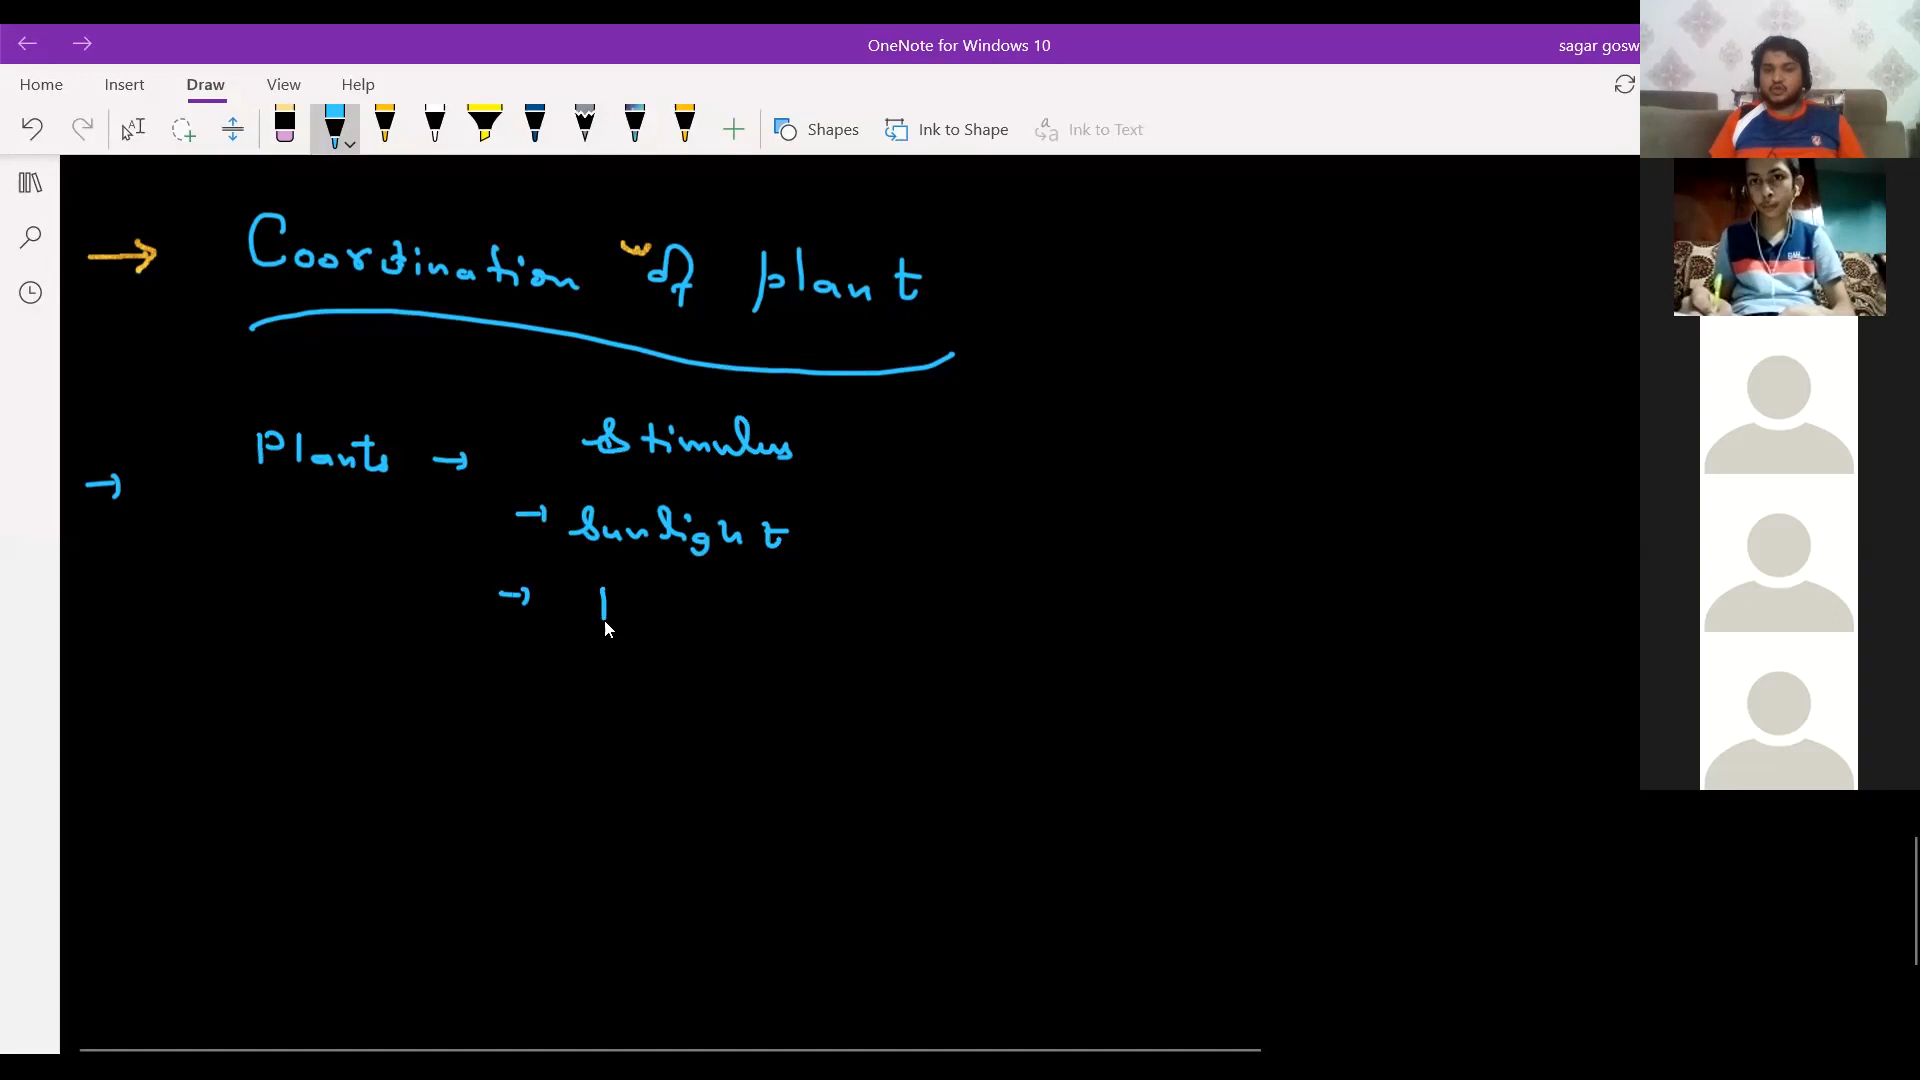 OneNote for Windows 10
sagar gosw
Home Insert Draw View Help
Shapes Ink to Shape Ink to Text
→ Coordination of plant
Plants → Stimulus
→
→ Sunlight
→